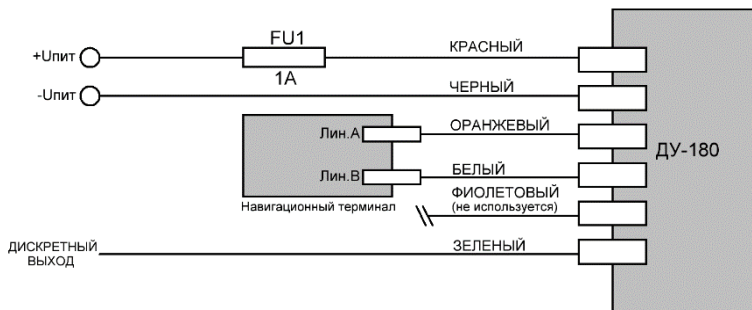 FU1
КРАСНЫЙ
+Uпит
1А
ЧЕРНЫЙ
-Uпит
ОРАНЖЕВЫЙ
Лин.А
ДУ-180
БЕЛЫЙ
Лин.В
ФИОЛЕТОВЫЙ
(не используется)
Навигационный терминал
ЗЕЛЕНЫЙ
ДИСКРЕТНЫЙ
ВЫХОД